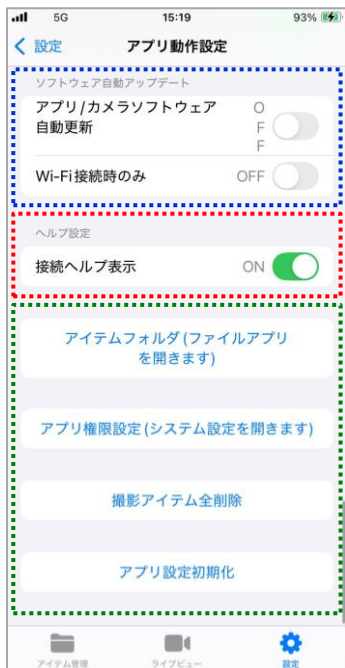 5G 15:19 93%
設定 アプリ動作設定
ソフトウェア自動アップデート
アプリ/カメラソフトウェア
自動更新 OFF
Wi-Fi接続時のみ OFF
ヘルプ設定
接続ヘルプ表示 ON
アイテムフォルダ(ファイルアプリ
を開きます)
アプリ権限設定(システム設定を開きます)
撮影アイテム全削除
アプリ設定初期化
アイテム管理 ライブビュー 設定